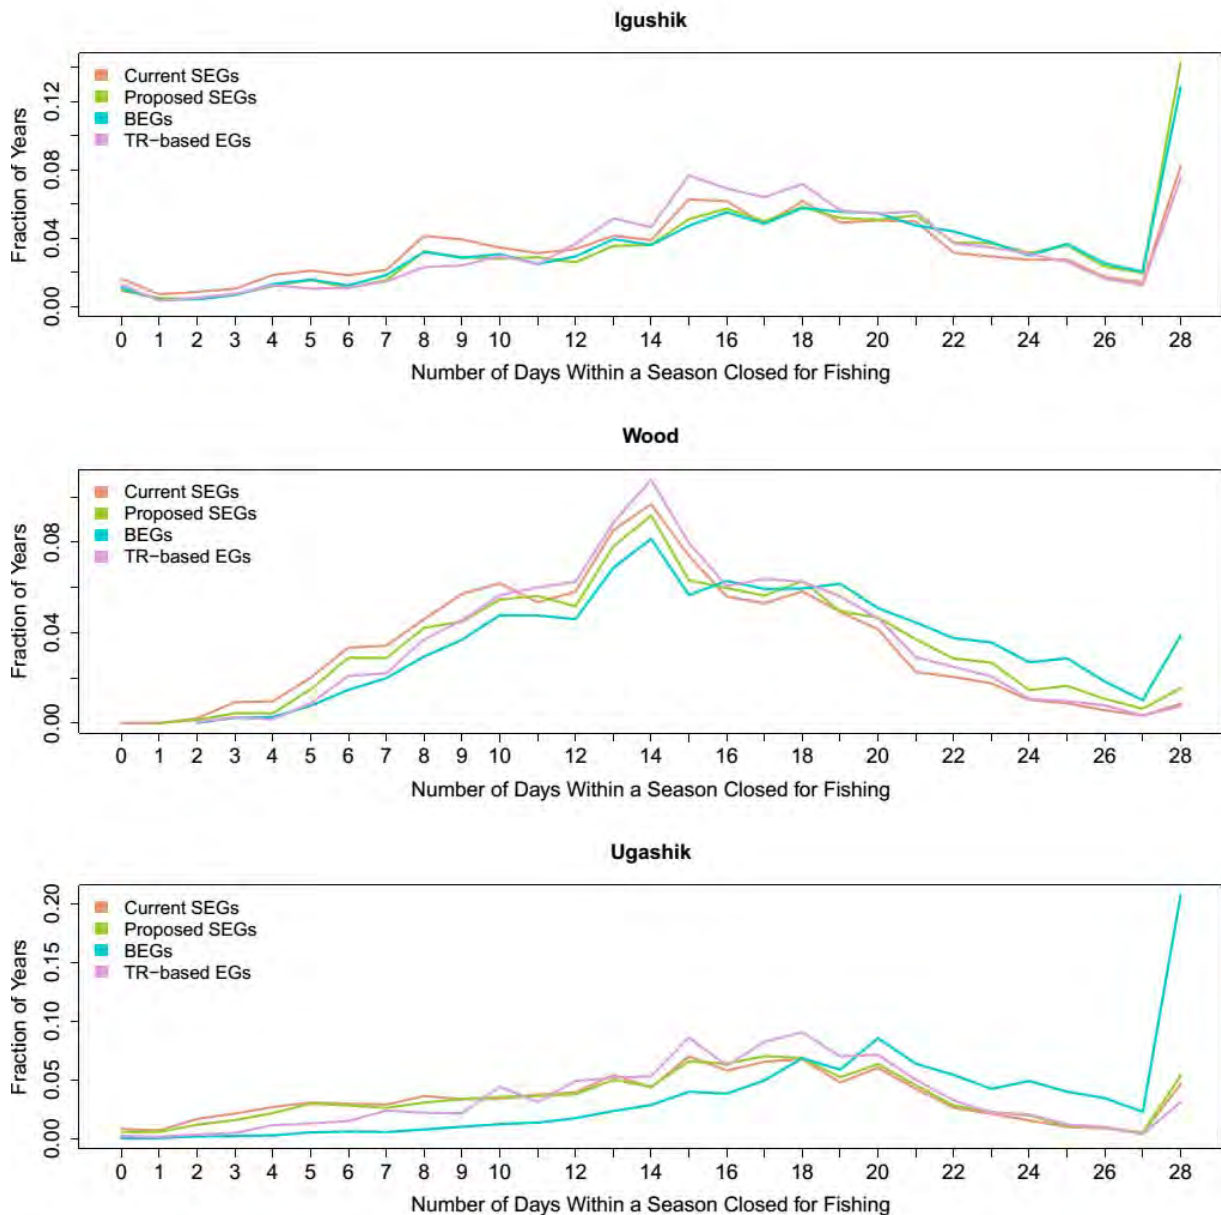 Igushik
Current SEGs
Proposed SEGs
BEGs
TR−based EGs
Fraction of Years
0.00 0.04 0.08 0.12
0 1 2 3 4 5 6 7 8 9 10 12 14 16 18 20 22 24 26 28
Number of Days Within a Season Closed for Fishing
Wood
Current SEGs
Proposed SEGs
BEGs
TR−based EGs
Fraction of Years
0.00 0.04 0.08
0 1 2 3 4 5 6 7 8 9 10 12 14 16 18 20 22 24 26 28
Number of Days Within a Season Closed for Fishing
Ugashik
Current SEGs
Proposed SEGs
BEGs
TR−based EGs
Fraction of Years
0.00 0.05 0.10 0.15 0.20
0 1 2 3 4 5 6 7 8 9 10 12 14 16 18 20 22 24 26 28
Number of Days Within a Season Closed for Fishing